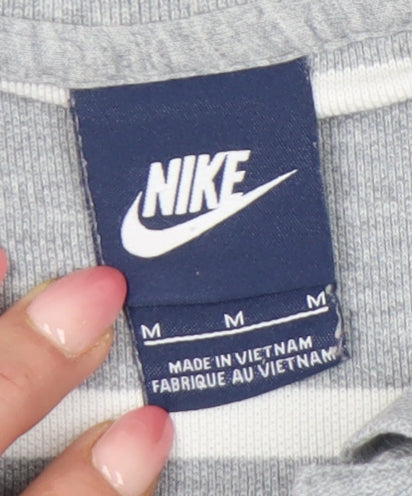 NIKE
M M M
MADE IN VIETNAM
FABRIQUE AU VIETNAM